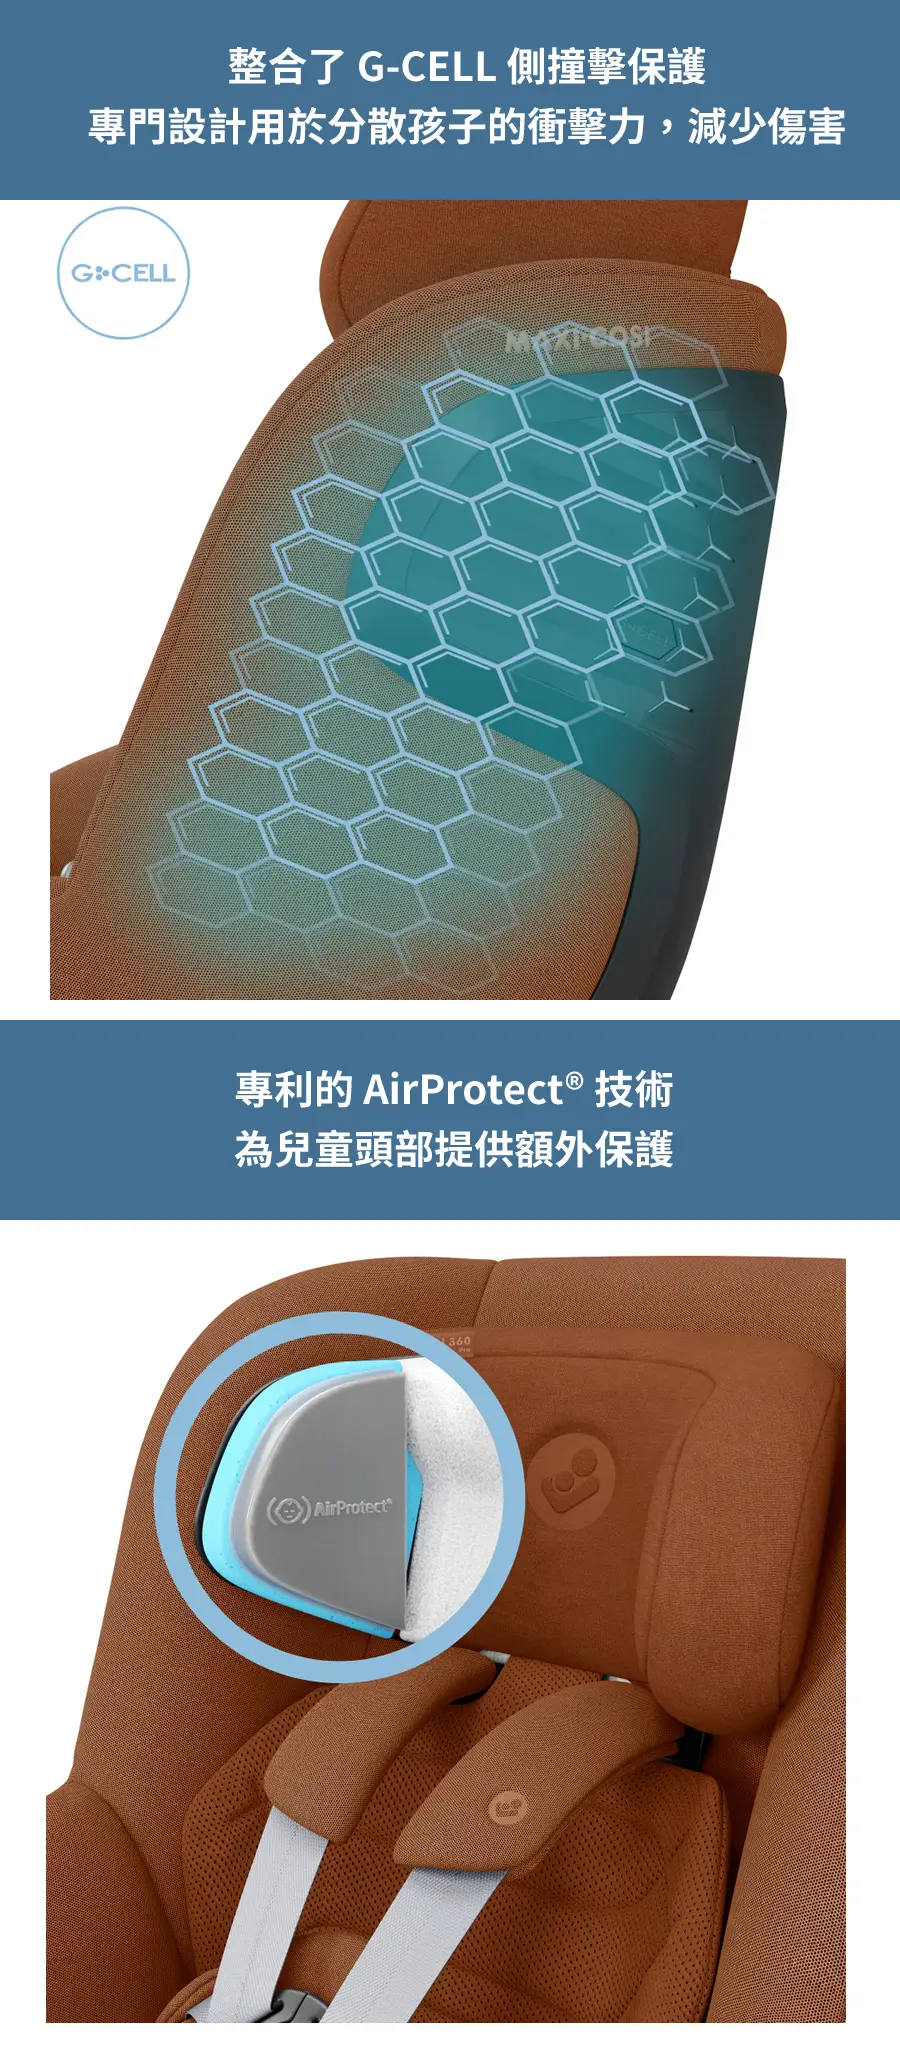 整合了 G-CELL 側撞擊保護
專門設計用於分散孩子的衝擊力，減少傷害
G CELL
MAXI-COSI
G CELL
專利的 AirProtect® 技術
為兒童頭部提供額外保護
360
Pro
AirProtect®